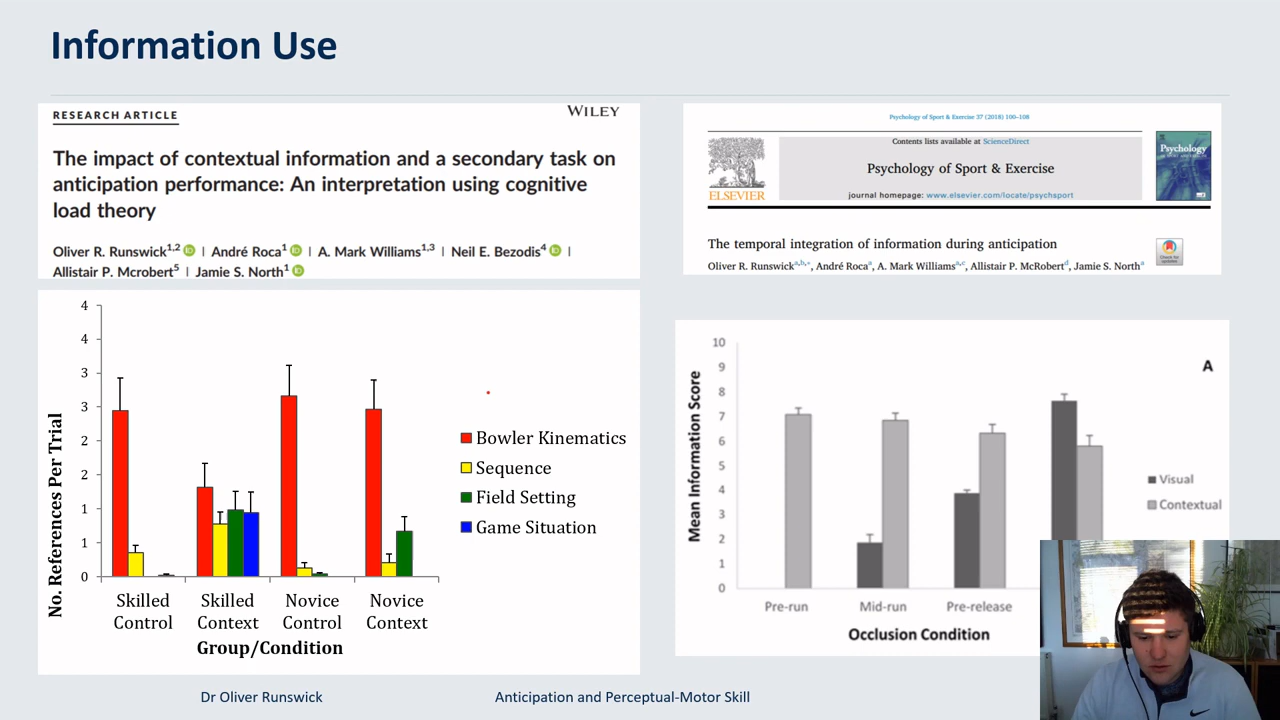 Information Use
RESEARCH ARTICLE
WILEY
The impact of contextual information and a secondary task on
anticipation performance: An interpretation using cognitive
load theory
Oliver R. Runswick1,2 | André Roca1 | A. Mark Williams1,3 | Neil E. Bezodis4 |
Allistair P. Mcrobert5 | Jamie S. North1
Psychology of Sport & Exercise 37 (2018) 100–108
Contents lists available at ScienceDirect
Psychology of Sport & Exercise
journal homepage: www.elsevier.com/locate/psychsport
ELSEVIER
Psychology
The temporal integration of information during anticipation
Check for
updates
Oliver R. Runswicka,b,*, André Rocaa, A. Mark Williamsa,c, Allistair P. McRobertd, Jamie S. Northa
No. References Per Trial
4
4
3
3
2
2
1
1
0
Skilled
Control
Skilled
Context
Novice
Control
Novice
Context
Group/Condition
Bowler Kinematics
Sequence
Field Setting
Game Situation
A
Mean Information Score
10
9
8
7
6
5
4
3
2
1
0
Pre-run
Mid-run
Pre-release
Occlusion Condition
Visual
Contextual
Dr Oliver Runswick
Anticipation and Perceptual-Motor Skill